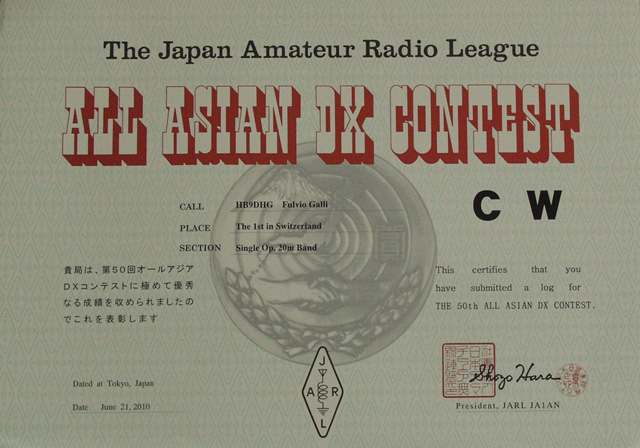 The Japan Amateur Radio League
ALL ASIAN DX CONTEST
C W
CALL HB9DHG Fulvio Galli
PLACE The 1st in Switzerland
SECTION Single Op. 20m Band
貴局は、第50回オールアジア
DXコンテストに極めて優秀
なる成績を収められましたの
でこれを表彰します
This certifies that you
have submitted a log for
THE 50th ALL ASIAN DX CONTEST.
Dated at Tokyo, Japan
Date June 21, 2010
J
A R
L
Shozo Hara
President, JARL JA1AN